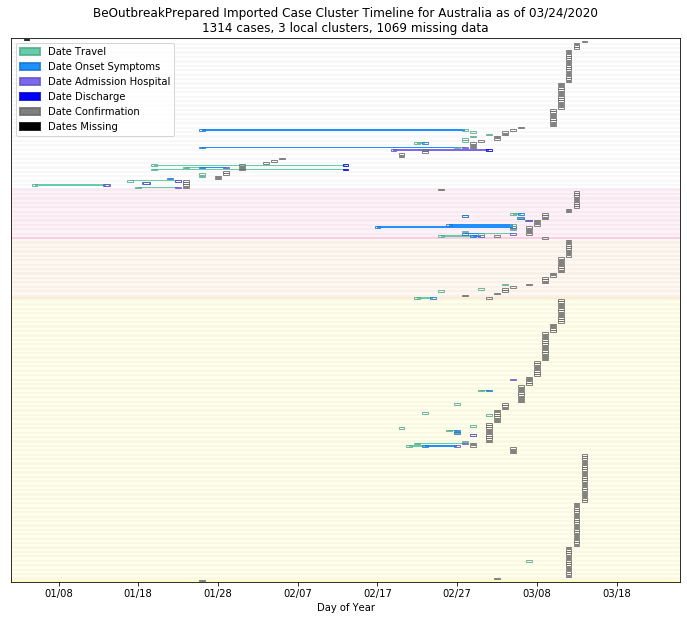 BeOutbreakPrepared Imported Case Cluster Timeline for Australia as of 03/24/2020
1314 cases, 3 local clusters, 1069 missing data
Date Travel
Date Onset Symptoms
Date Admission Hospital
Date Discharge
Date Confirmation
Dates Missing
01/08 01/18 01/28 02/07 02/17 02/27 03/08 03/18
Day of Year